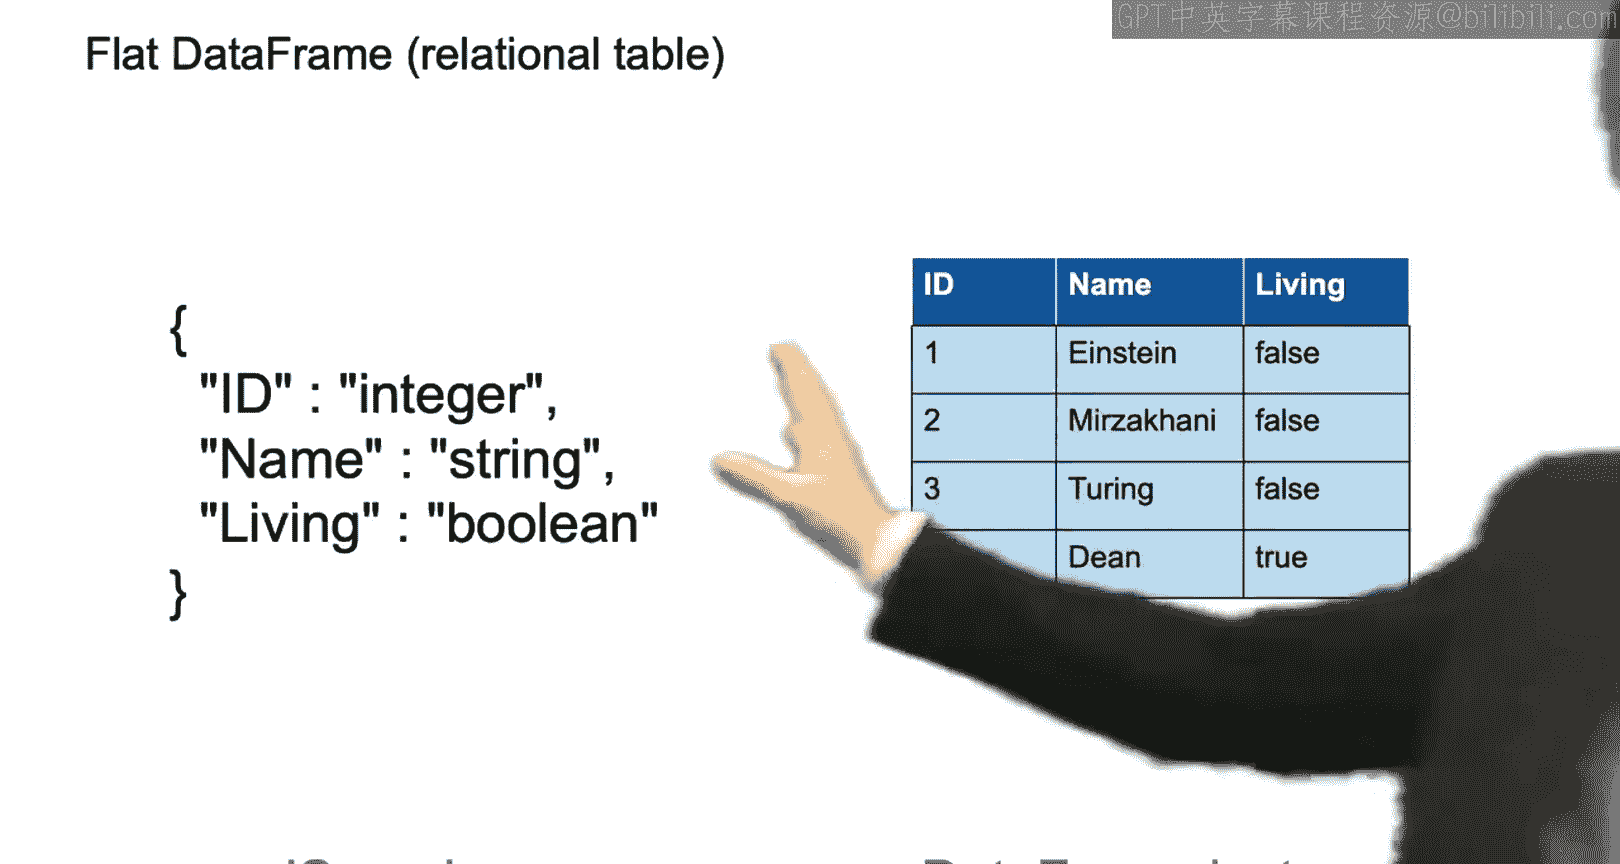 GPT中英字幕课程资源@bilibili.com
Flat DataFrame (relational table)
{
"ID" : "integer",
"Name" : "string",
"Living" : "boolean"
}
ID Name Living
1 Einstein false
2 Mirzakhani false
3 Turing false
Dean true